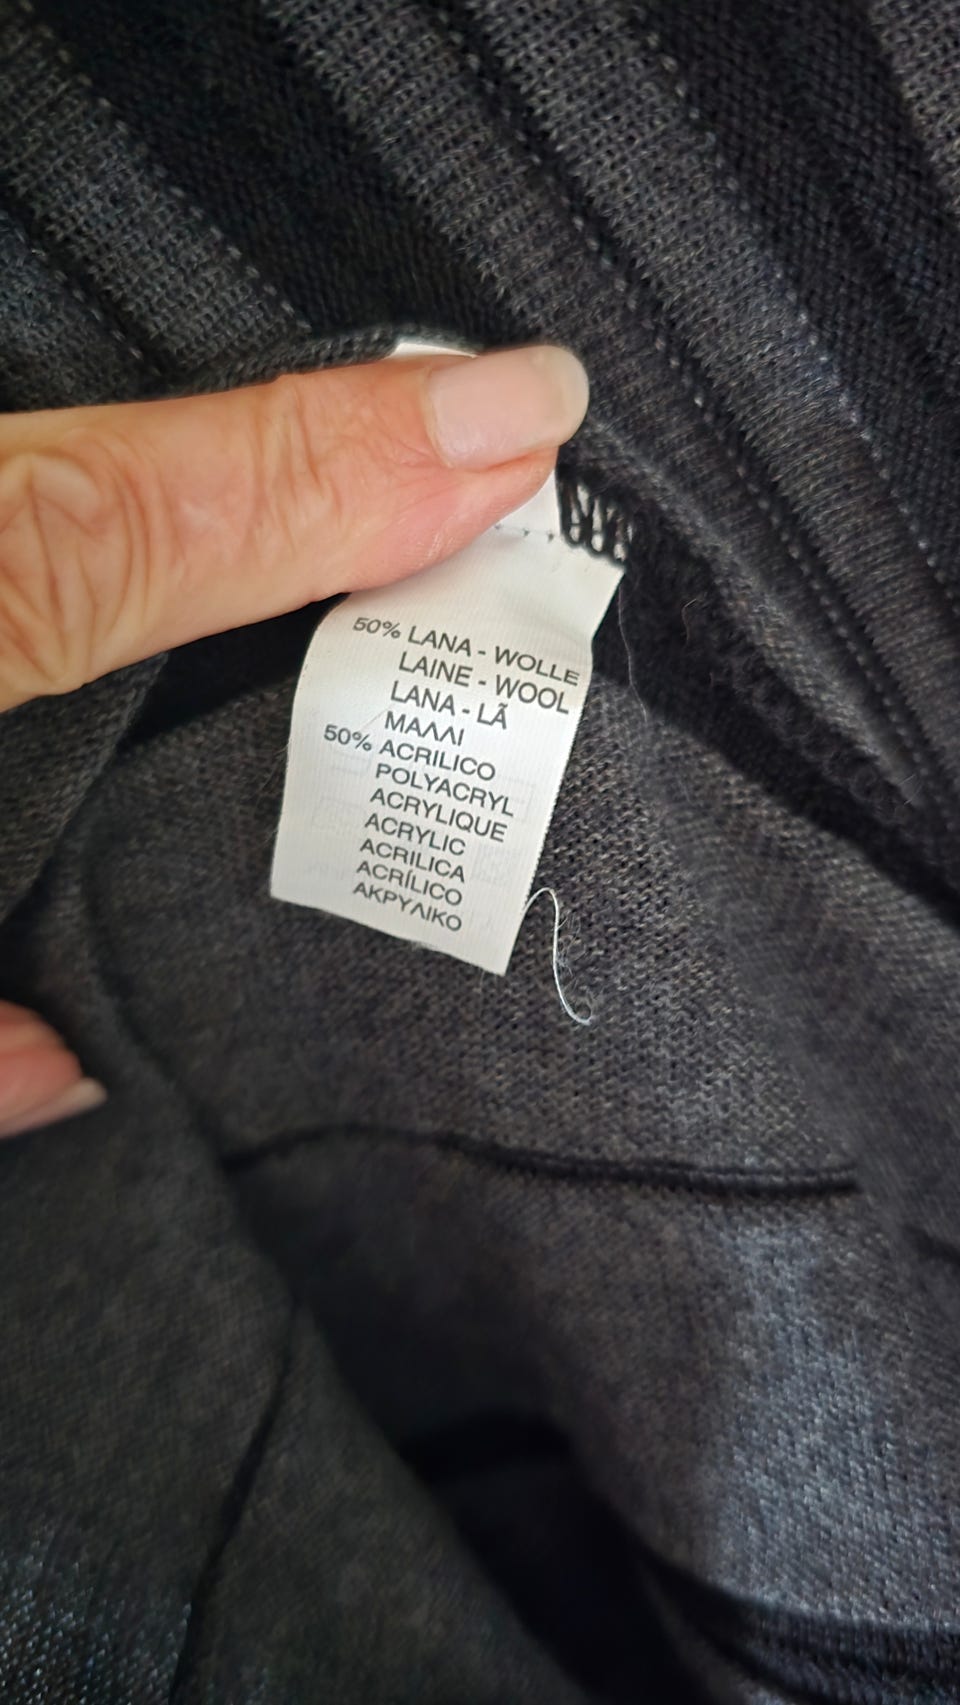 50% LANA - WOLLE
LAINE - WOOL
LANA - LÃ
ΜΑΛΛΙ
50% ACRILICO
POLYACRYL
ACRYLIQUE
ACRYLIC
ACRILICA
ACRÍLICO
ΑΚΡΥΛΙΚΟ